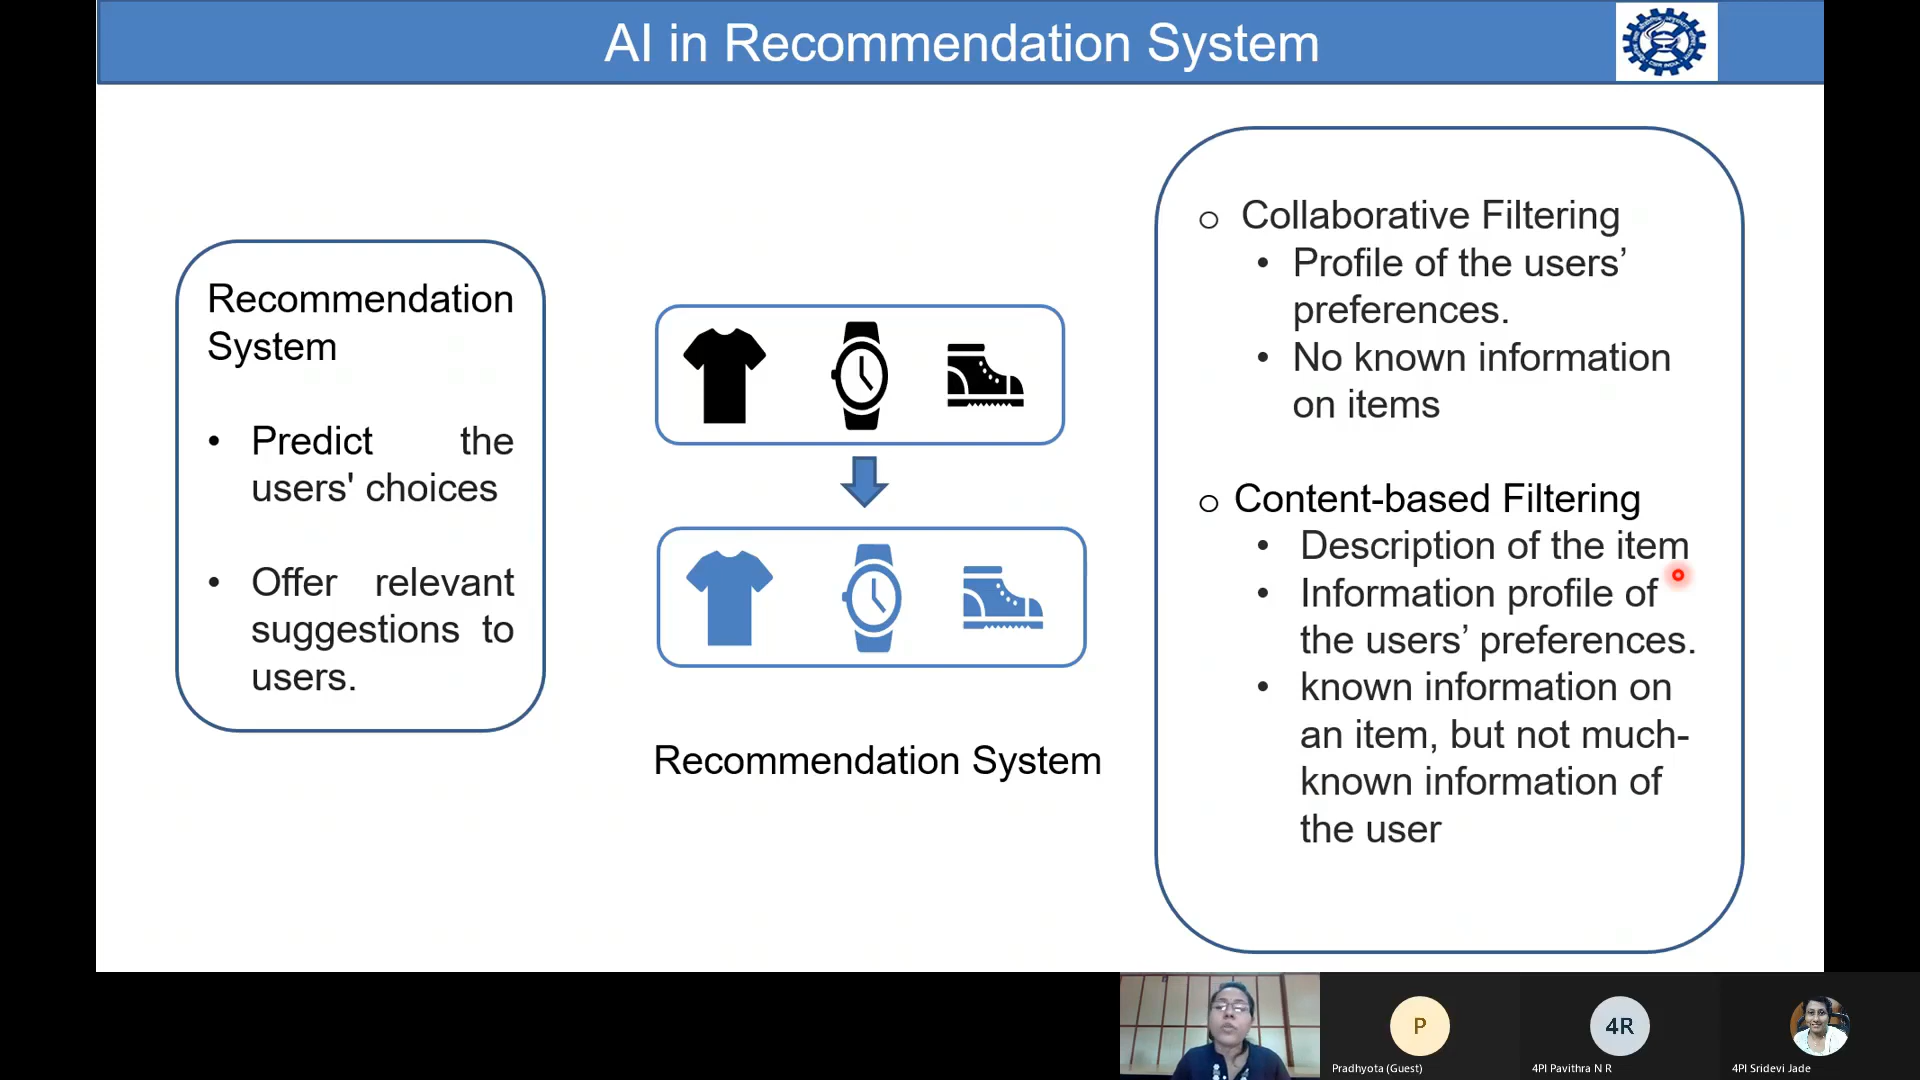 AI in Recommendation System
Recommendation
System
• Predict the
users' choices
• Offer relevant
suggestions to
users.
Recommendation System
o Collaborative Filtering
• Profile of the users’
preferences.
• No known information
on items
o Content-based Filtering
• Description of the item
• Information profile of
the users’ preferences.
• known information on
an item, but not much-
known information of
the user
P
Pradhyota (Guest)
4R
4PI Pavithra N R
4PI Sridevi Jade